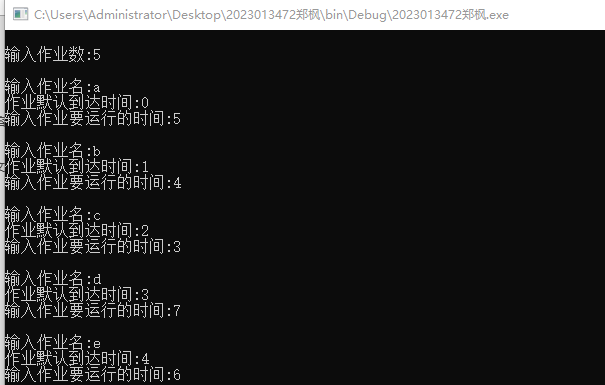 C:\Users\Administrator\Desktop\2023013472郑枫\bin\Debug\2023013472郑枫.exe
输入作业数:5
输入作业名:a
作业默认到达时间:0
输入作业要运行的时间:5
输入作业名:b
作业默认到达时间:1
输入作业要运行的时间:4
输入作业名:c
作业默认到达时间:2
输入作业要运行的时间:3
输入作业名:d
作业默认到达时间:3
输入作业要运行的时间:7
输入作业名:e
作业默认到达时间:4
输入作业要运行的时间:6